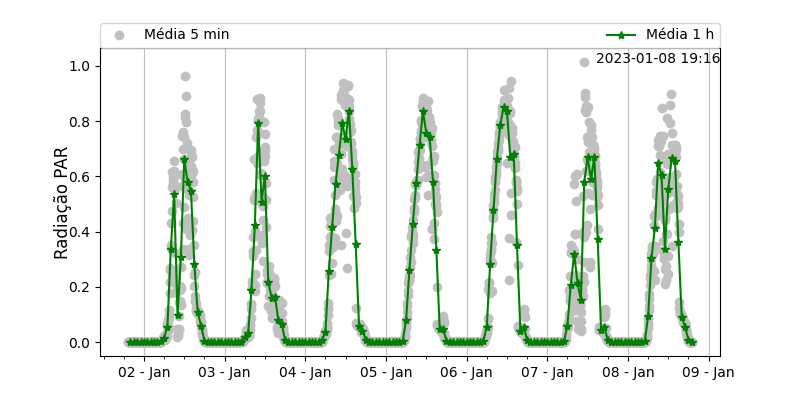 Média 5 min
Média 1 h
2023-01-08 19:16
Radiação PAR
1.0
0.8
0.6
0.4
0.2
0.0
02 - Jan
03 - Jan
04 - Jan
05 - Jan
06 - Jan
07 - Jan
08 - Jan
09 - Jan